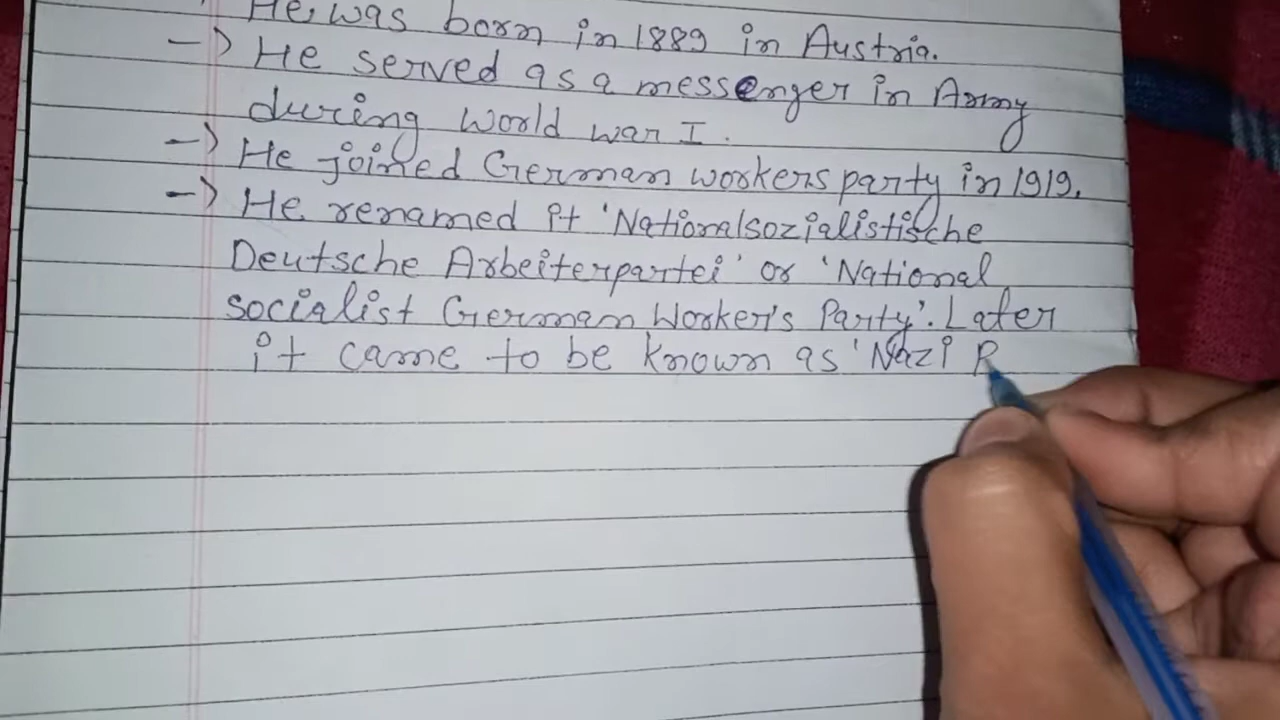 He was born in 1889 in Austria.
-> He served as a messenger in Army
during World war I.
-> He joined German workers party in 1919.
-> He renamed it 'Nationalsozialistische
Deutsche Arbeiterpartei' or 'National
socialist German Worker's Party'. Later
it came to be known as 'Nazi P